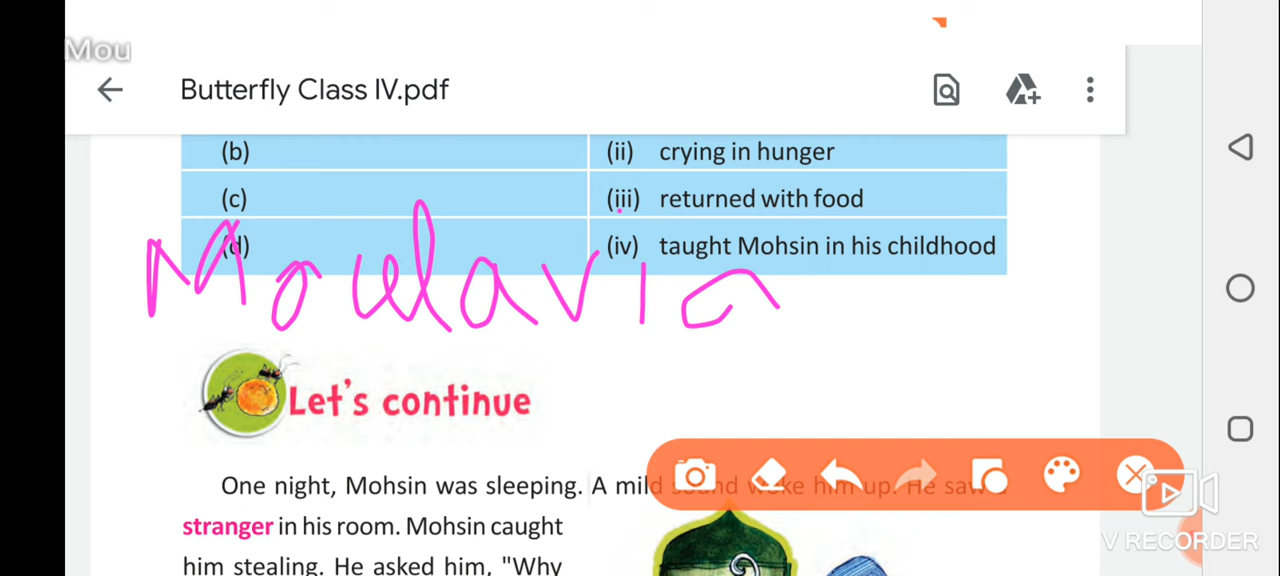 Mou
Butterfly Class IV.pdf
(b) (ii) crying in hunger
(c) (iii) returned with food
(d) (iv) taught Mohsin in his childhood
Moulavia
Let's continue
One night, Mohsin was sleeping. A mild sound woke him up. He saw a
stranger in his room. Mohsin caught
him stealing. He asked him, "Why
V RECORDER